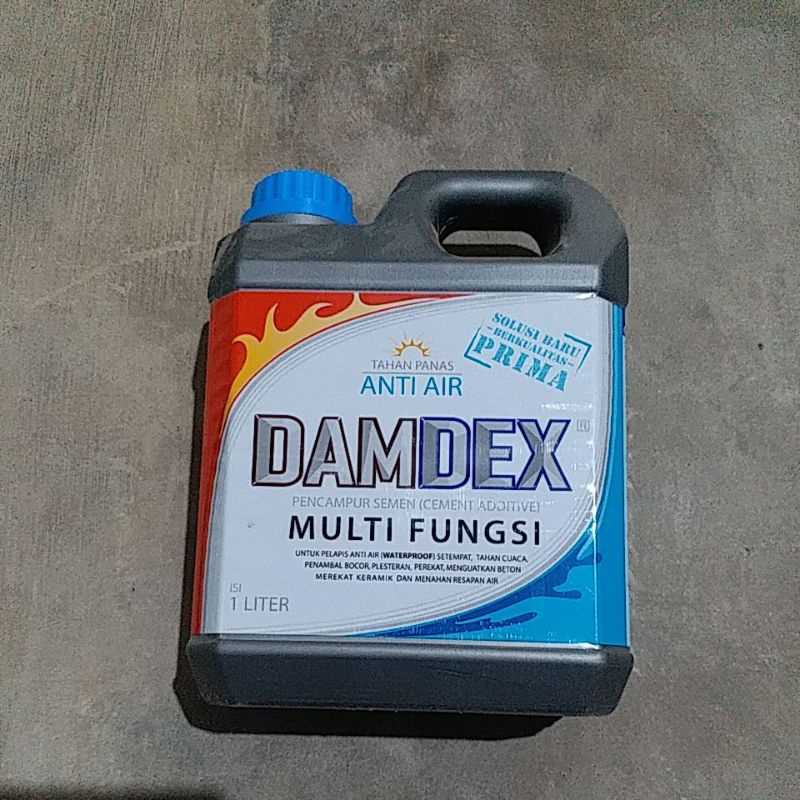 SOLUSI BARU
-BERKUALITAS-
PRIMA
TAHAN PANAS
ANTI AIR
DAMDEX ®
PENCAMPUR SEMEN (CEMENT ADDITIVE)
MULTI FUNGSI
UNTUK PELAPIS ANTI AIR (WATERPROOF) SETEMPAT, TAHAN CUACA,
PENAMBAL BOCOR, PLESTERAN, PEREKAT, MENGUATKAN BETON
MEREKAT KERAMIK DAN MENAHAN RESAPAN AIR
ISI
1 LITER